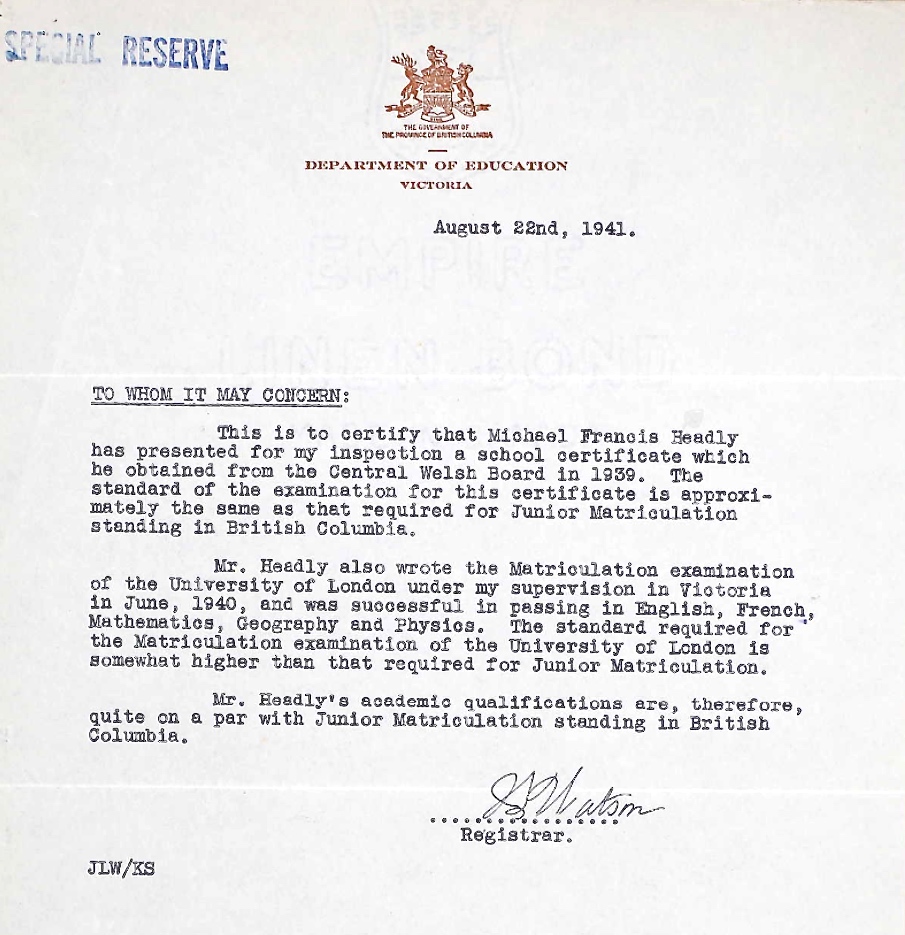 SPECIAL RESERVE
THE GOVERNMENT OF
THE PROVINCE OF BRITISH COLUMBIA
DEPARTMENT OF EDUCATION
VICTORIA
August 22nd, 1941.
TO WHOM IT MAY CONCERN:
This is to certify that Michael Francis Headly
has presented for my inspection a school certificate which
he obtained from the Central Welsh Board in 1939. The
standard of the examination for this certificate is approxi-
mately the same as that required for Junior Matriculation
standing in British Columbia.
Mr. Headly also wrote the Matriculation examination
of the University of London under my supervision in Victoria
in June, 1940, and was successful in passing in English, French,
Mathematics, Geography and Physics. The standard required for
the Matriculation examination of the University of London is
somewhat higher than that required for Junior Matriculation.
Mr. Headly's academic qualifications are, therefore,
quite on a par with Junior Matriculation standing in British
Columbia.
Watson
Registrar.
JLW/KS